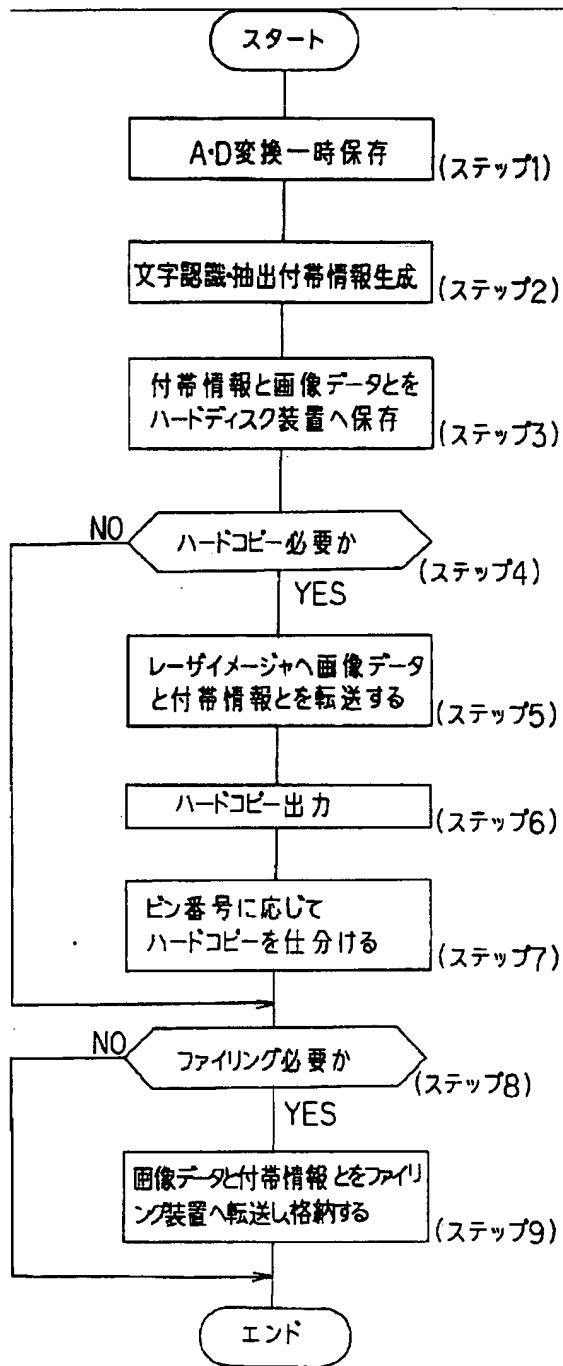 スタート
A・D変換一時保存
(ステップ1)
文字認識・抽出付帯情報生成
(ステップ2)
付帯情報と画像データとを
ハードディスク装置へ保存
(ステップ3)
NO
ハードコピー必要か
(ステップ4)
YES
レーザイメージャへ画像データ
と付帯情報とを転送する
(ステップ5)
ハードコピー出力
(ステップ6)
ビン番号に応じて
ハードコピーを仕分ける
(ステップ7)
NO
ファイリング必要か
(ステップ8)
YES
画像データと付帯情報とをファイリ
ング装置へ転送し格納する
(ステップ9)
エンド